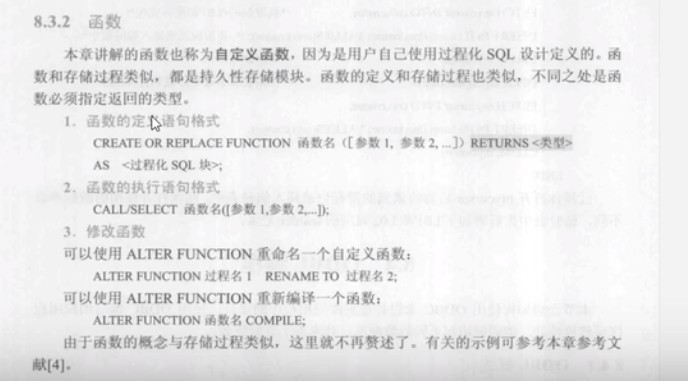 8.3.2 函数
本章讲解的函数也称为自定义函数，因为是用户自己使用过程化 SQL 设计定义的。函
数和存储过程类似，都是持久性存储模块。函数的定义和存储过程也类似，不同之处是函
数必须指定返回的类型。
1. 函数的定义语句格式
CREATE OR REPLACE FUNCTION 函数名（[参数 1, 参数 2, ...]）RETURNS <类型>
AS <过程化 SQL 块>;
2. 函数的执行语句格式
CALL/SELECT 函数名([参数 1,参数 2,...]);
3. 修改函数
可以使用 ALTER FUNCTION 重命名一个自定义函数：
ALTER FUNCTION 过程名 1 RENAME TO 过程名 2;
可以使用 ALTER FUNCTION 重新编译一个函数：
ALTER FUNCTION 函数名 COMPILE;
由于函数的概念与存储过程类似，这里就不再赘述了。有关的示例可参考本章参考文
献[4]。